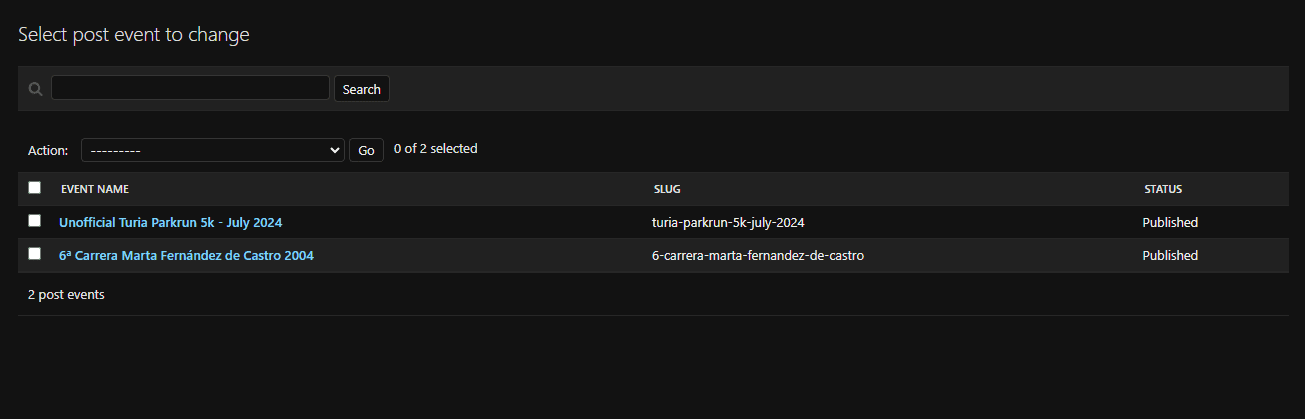 Select post event to change
Search
Action: --------- Go 0 of 2 selected
EVENT NAME SLUG STATUS
Unofficial Turia Parkrun 5k - July 2024 turia-parkrun-5k-july-2024 Published
6ª Carrera Marta Fernández de Castro 2004 6-carrera-marta-fernandez-de-castro Published
2 post events